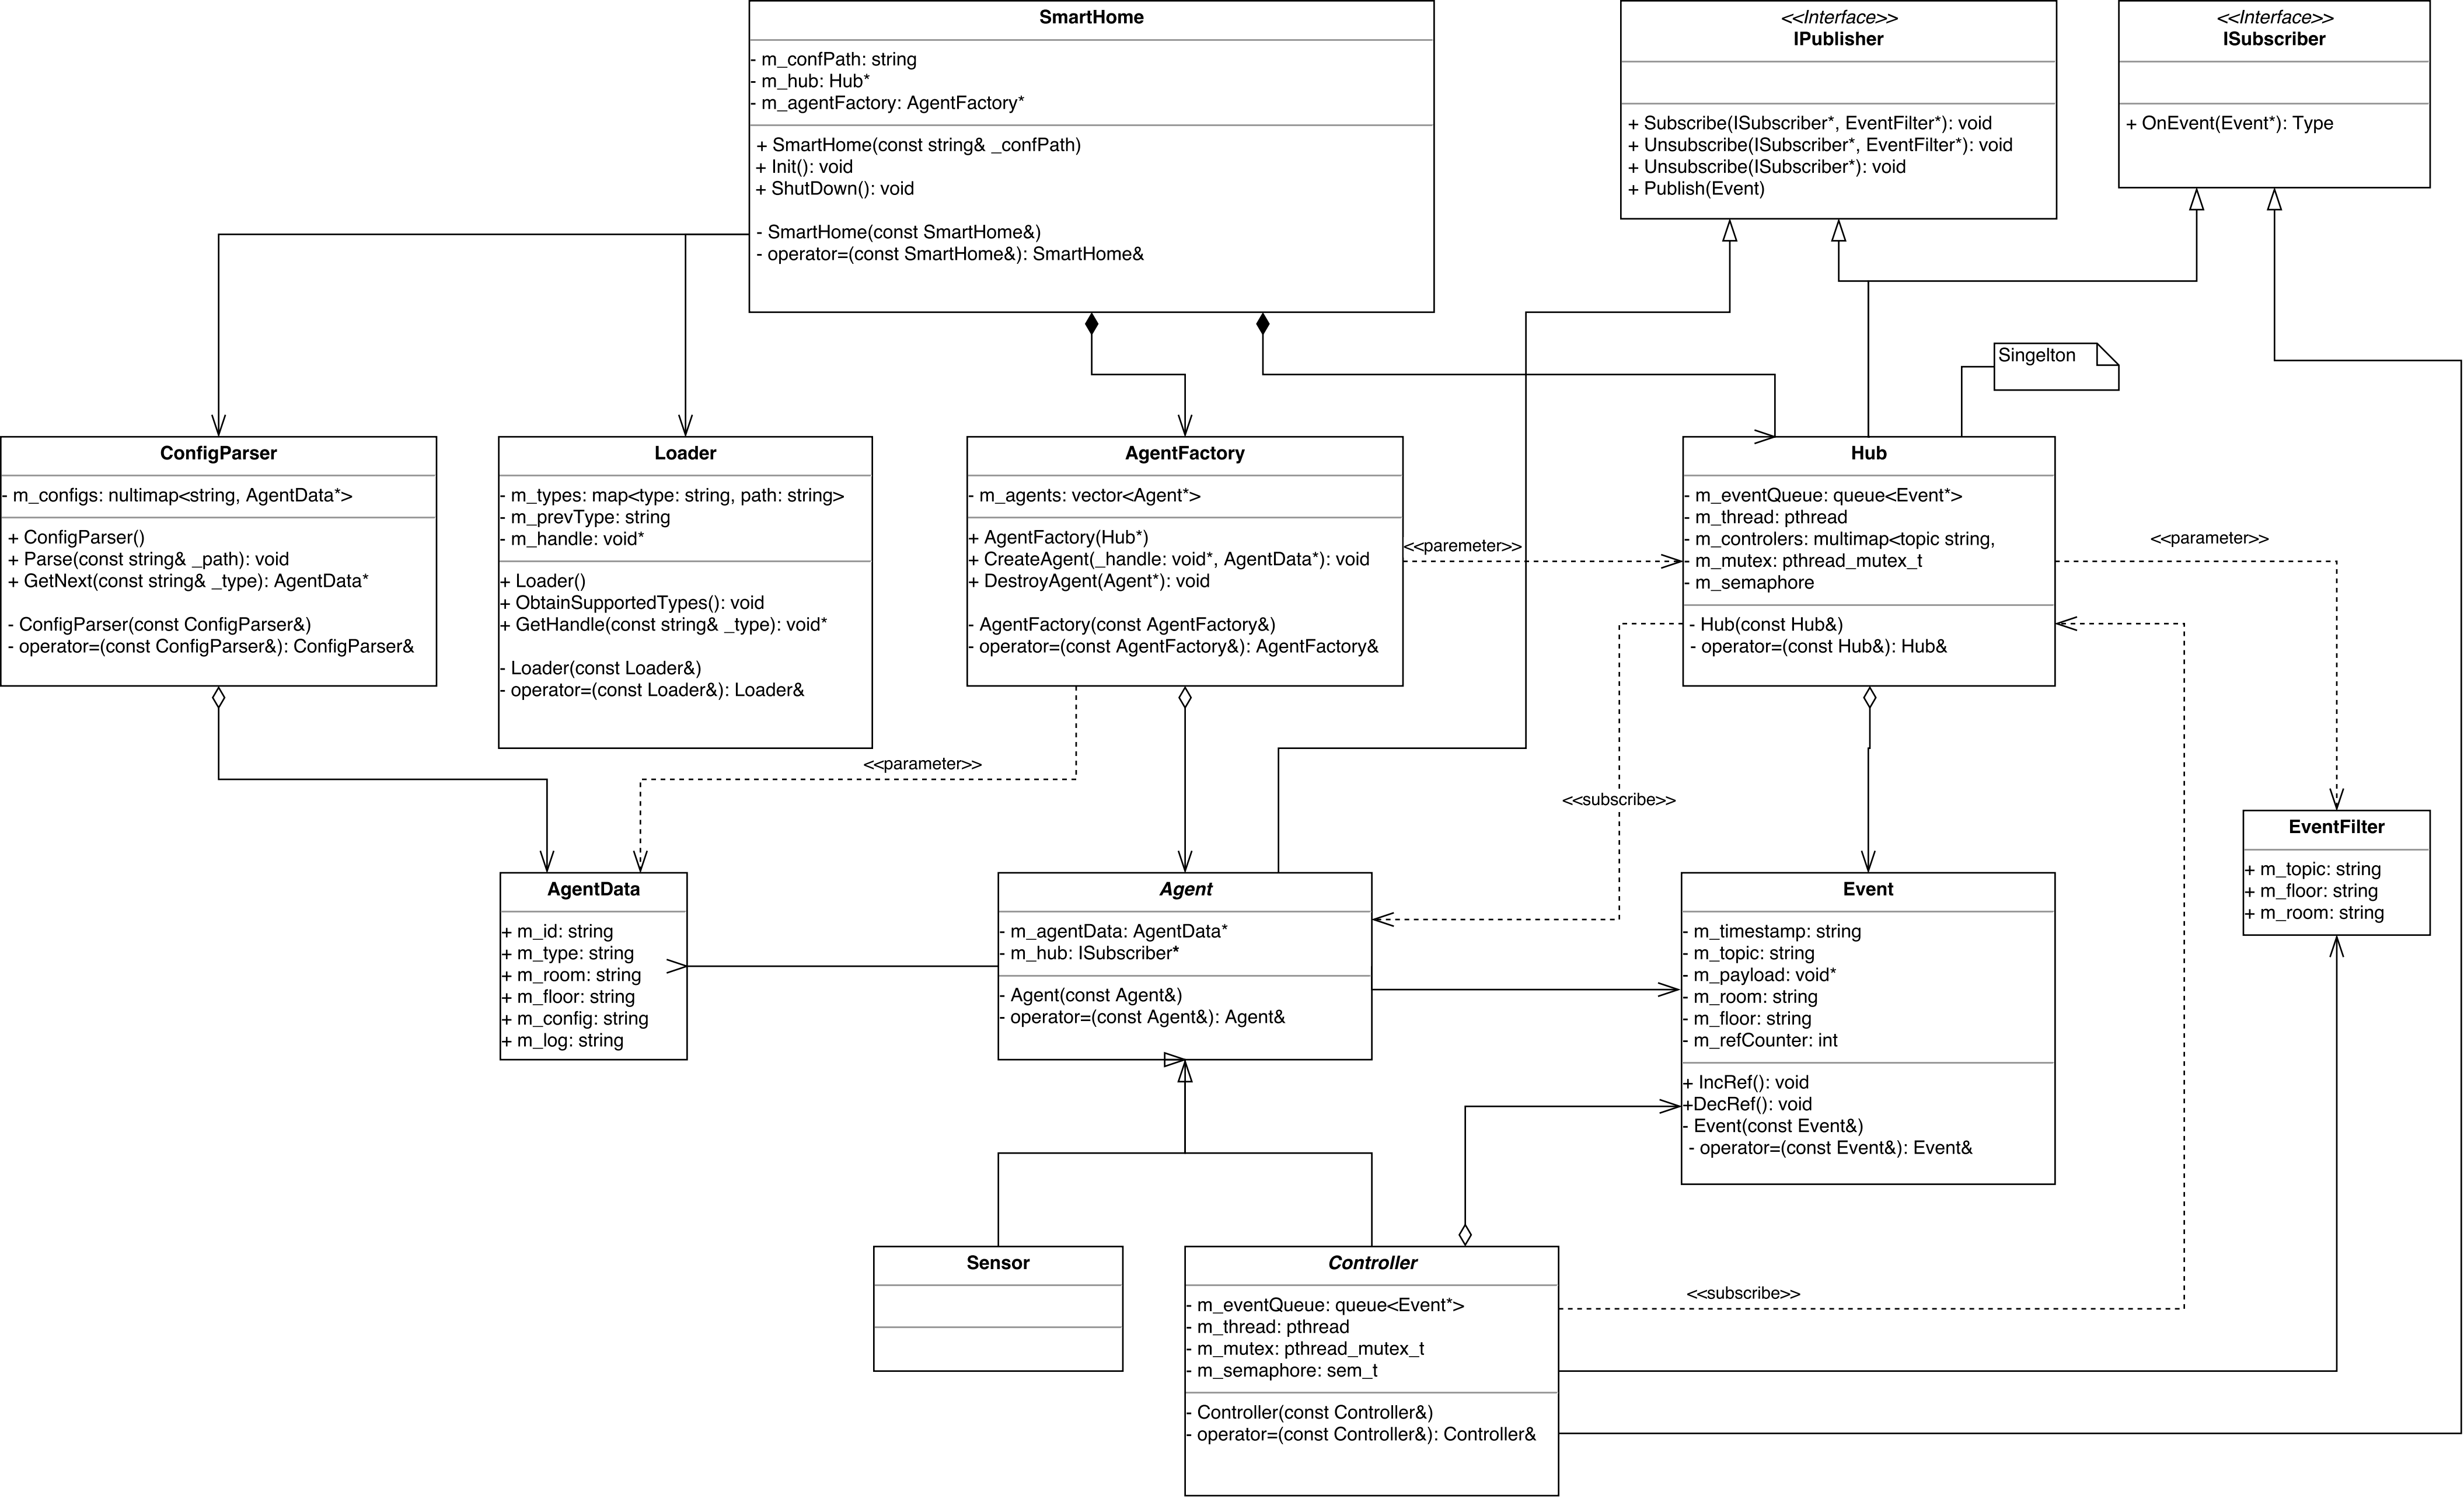 SmartHome
- m_confPath: string
- m_hub: Hub*
- m_agentFactory: AgentFactory*
+ SmartHome(const string& _confPath)
+ Init(): void
+ ShutDown(): void
- SmartHome(const SmartHome&)
- operator=(const SmartHome&): SmartHome&
<<Interface>>
IPublisher
+ Subscribe(ISubscriber*, EventFilter*): void
+ Unsubscribe(ISubscriber*, EventFilter*): void
+ Unsubscribe(ISubscriber*): void
+ Publish(Event)
<<Interface>>
ISubscriber
+ OnEvent(Event*): Type
Singelton
ConfigParser
- m_configs: nultimap<string, AgentData*>
+ ConfigParser()
+ Parse(const string& _path): void
+ GetNext(const string& _type): AgentData*
- ConfigParser(const ConfigParser&)
- operator=(const ConfigParser&): ConfigParser&
Loader
- m_types: map<type: string, path: string>
- m_prevType: string
- m_handle: void*
+ Loader()
+ ObtainSupportedTypes(): void
+ GetHandle(const string& _type): void*
- Loader(const Loader&)
- operator=(const Loader&): Loader&
AgentFactory
- m_agents: vector<Agent*>
+ AgentFactory(Hub*)
+ CreateAgent(_handle: void*, AgentData*): void
+ DestroyAgent(Agent*): void
- AgentFactory(const AgentFactory&)
- operator=(const AgentFactory&): AgentFactory&
<<paremeter>>
Hub
- m_eventQueue: queue<Event*>
- m_thread: pthread
- m_controlers: multimap<topic string,
- m_mutex: pthread_mutex_t
- m_semaphore
- Hub(const Hub&)
- operator=(const Hub&): Hub&
<<parameter>>
<<parameter>>
<<subscribe>>
EventFilter
+ m_topic: string
+ m_floor: string
+ m_room: string
AgentData
+ m_id: string
+ m_type: string
+ m_room: string
+ m_floor: string
+ m_config: string
+ m_log: string
Agent
- m_agentData: AgentData*
- m_hub: ISubscriber*
- Agent(const Agent&)
- operator=(const Agent&): Agent&
Event
- m_timestamp: string
- m_topic: string
- m_payload: void*
- m_room: string
- m_floor: string
- m_refCounter: int
+ IncRef(): void
+DecRef(): void
- Event(const Event&)
- operator=(const Event&): Event&
Sensor
Controller
- m_eventQueue: queue<Event*>
- m_thread: pthread
- m_mutex: pthread_mutex_t
- m_semaphore: sem_t
- Controller(const Controller&)
- operator=(const Controller&): Controller&
<<subscribe>>